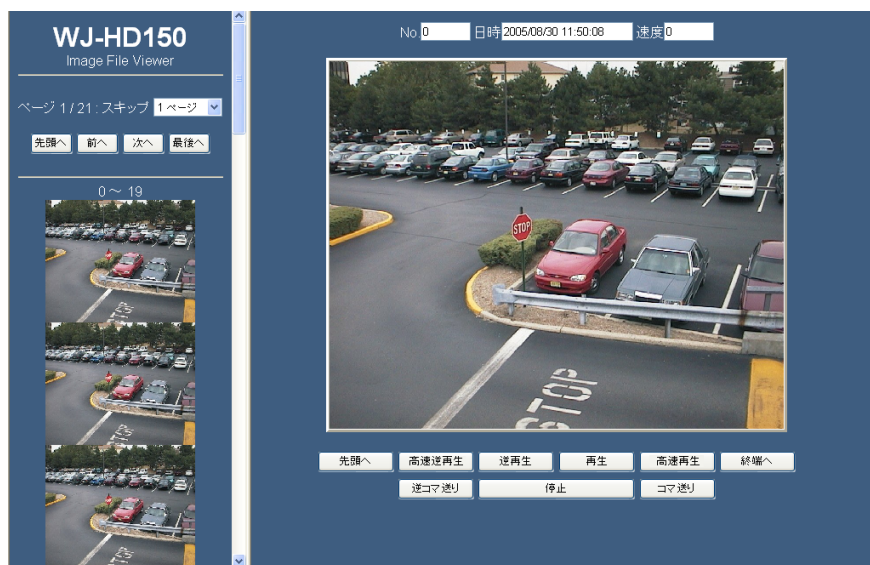 WJ-HD150
Image File Viewer
ページ 1 / 21 : スキップ 1 ページ
先頭へ 前へ 次へ 最後へ
0～ 19
No. 0 日時 2005/08/30 11:50:08 速度 0
STOP
STOP
先頭へ 高速逆再生 逆再生 再生 高速再生 終端へ
逆コマ送り 停止 コマ送り